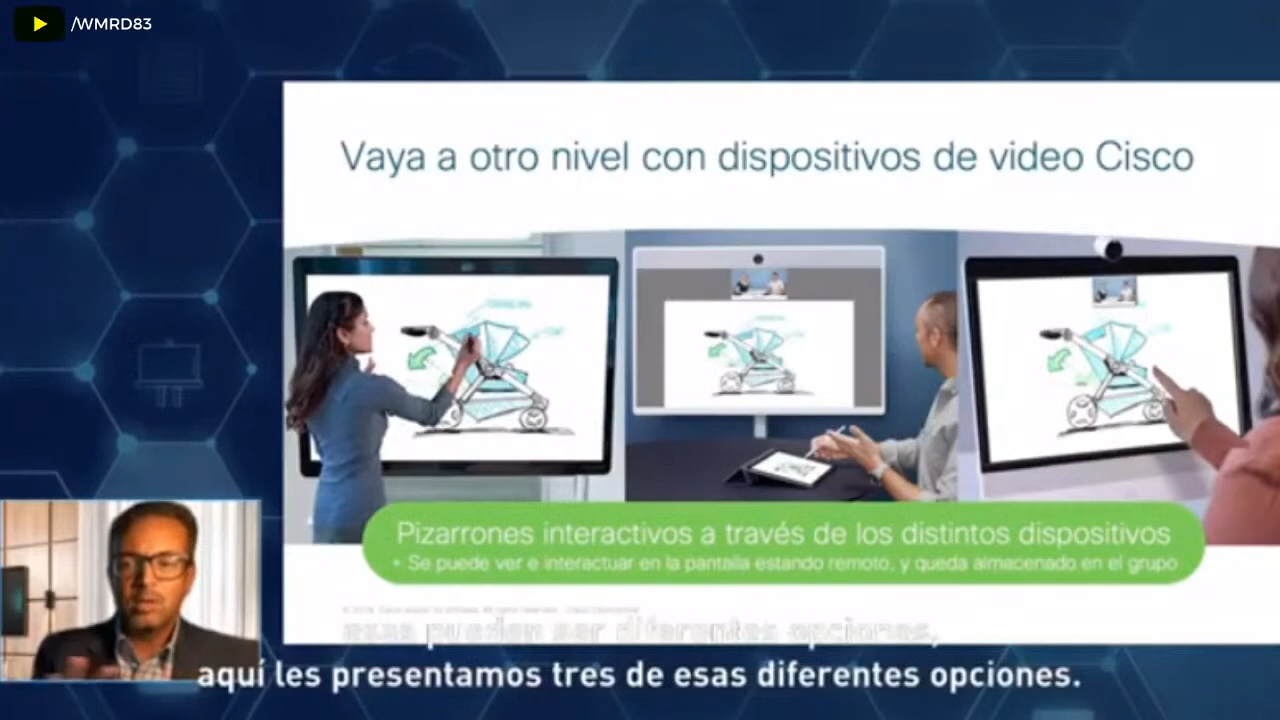 /WMRD83
Vaya a otro nivel con dispositivos de video Cisco
Pizarrones interactivos a través de los distintos dispositivos
• Se puede ver e interactuar en la pantalla estando remoto, y queda almacenado en el grupo
esas pueden ser diferentes opciones,
aquí les presentamos tres de esas diferentes opciones.